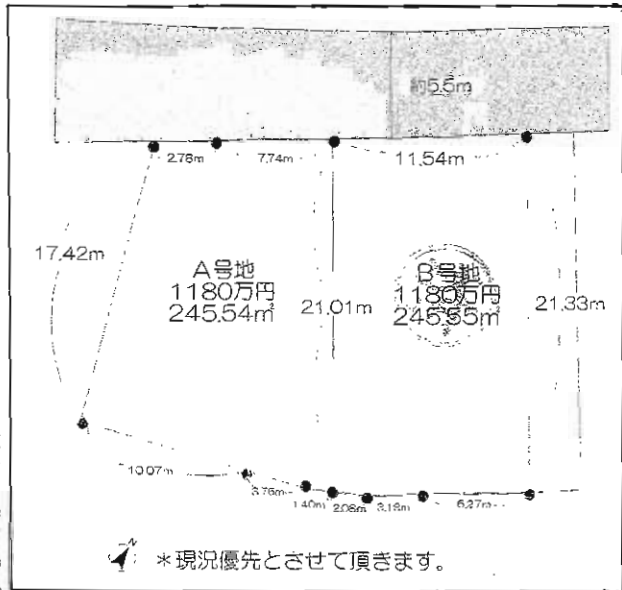 約5.5m
2.78m
7.74m
11.54m
17.42m
A号地
1180万円
245.54㎡
21.01m
B号地
1180万円
245.55㎡
21.33m
10.07m
3.76m
1.40m
2.08m
3.18m
6.27m
N
*現況優先とさせて頂きます。